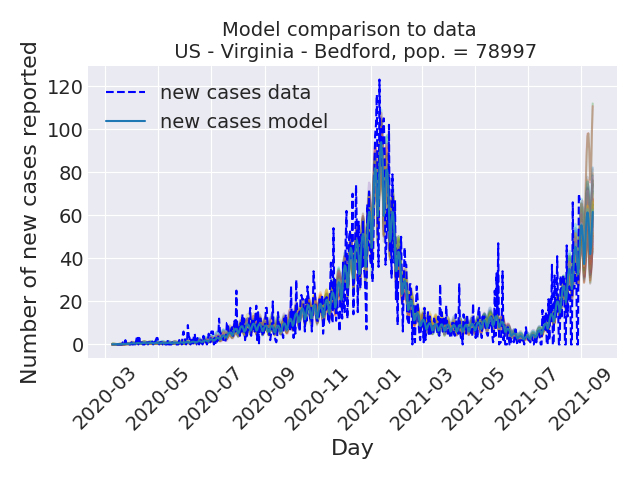 Model comparison to data
US - Virginia - Bedford, pop. = 78997
Number of new cases reported
120
100
80
60
40
20
0
new cases data
new cases model
2020-03
2020-05
2020-07
2020-09
2020-11
2021-01
2021-03
2021-05
2021-07
2021-09
Day